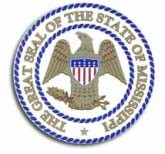 THE GREAT SEAL OF THE STATE OF MISSISSIPPI